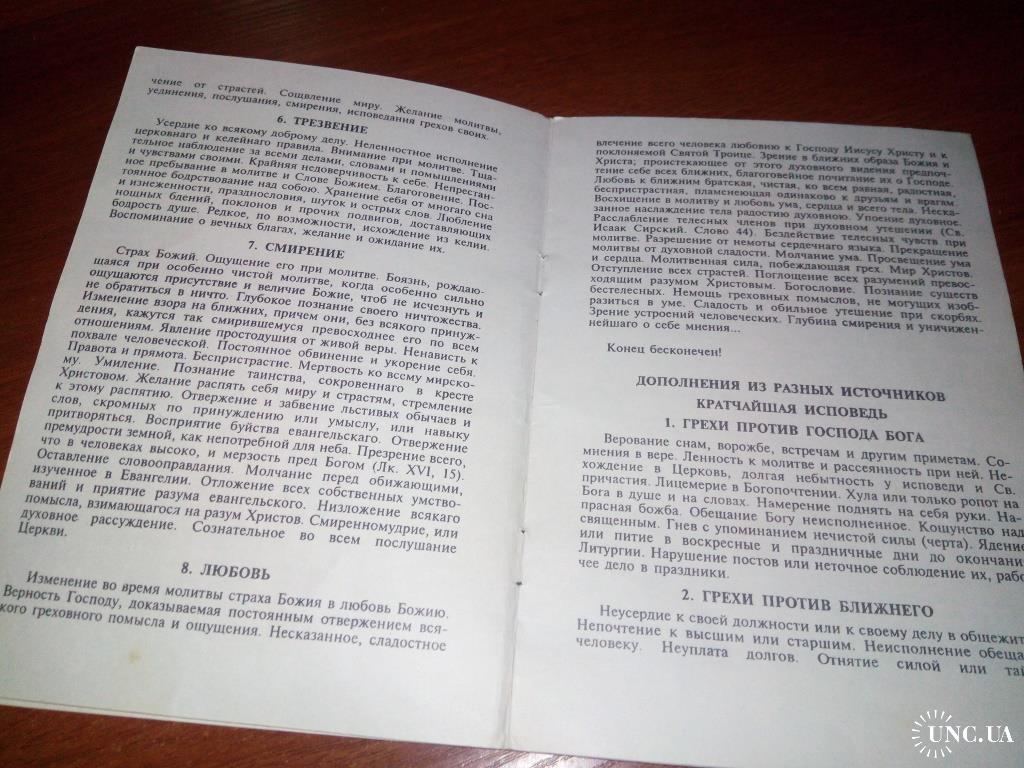 чение от страстей. Сощвление миру. Желание молитвы,
уединения, послушания, смирения, исповедания грехов своих.
6. ТРЕЗВЕНИЕ
Усердие ко всякому доброму делу. Неленностное исполнение
церковнаго и келейнаго правила. Внимание при молитве. Тща-
тельное наблюдение за всеми делами, словами и помышлениями
и чувствами своими. Крайняя недоверчивость к себе. Непрестан-
ное пребывание в молитве и Слове Божием. Благоговение. Пос-
тоянное бодрствование над собою. Хранение себя от многаго сна
и изнеженности, празднословия, шуток и острых слов. Любление
нощных бдений, поклонов и прочих подвигов, доставляющих
бодрость душе. Редкое, по возможности, исхождение из келии.
Воспоминание о вечных благах, желание и ожидание их.
7. СМИРЕНИЕ
Страх Божий. Ощущение его при молитве. Боязнь, рождаю-
щаяся при особенно чистой молитве, когда особенно сильно
ощущаются присутствие и величие Божие, чтоб не исчезнуть и
не обратиться в ничто. Глубокое познание своего ничтожества.
Изменение взора на ближних, причем они, без всякого принуж-
дения, кажутся так смирившемуся превосходнее его по всем
отношениям. Явление простодушия от живой веры. Ненависть к
похвале человеческой. Постоянное обвинение и укорение себя.
Правота и прямота. Беспристрастие. Мертвость ко всему мирско-
му. Умиление. Познание таинства, сокровеннаго в кресте
Христовом. Желание распять себя миру и страстям, стремление
к этому распятию. Отвержение и забвение льстивых обычаев и
слов, скромных по принуждению или умыслу, или навыку
притворяться. Восприятие буйства евангельскаго. Отвержение
премудрости земной, как непотребной для неба. Презрение всего,
что в человеках высоко, и мерзость пред Богом (Лк. XVI, 15).
Оставление словооправдания. Молчание перед обижающими,
изученное в Евангелии. Отложение всех собственных умство-
ваний и приятие разума евангельского. Низложение всякаго
помысла, взимающагося на разум Христов. Смиренномудрие, или
духовное рассуждение. Сознательное во всем послушание
Церкви.
8. ЛЮБОВЬ
Изменение во время молитвы страха Божия в любовь Божию.
Верность Господу, доказываемая постоянным отвержением вся-
кого греховного помысла и ощущения. Несказанное, сладостное
влечение всего человека любовию к Господу Иисусу Христу и к
поклоняемой Святой Троице. Зрение в ближних образа Божия и
Христа; проистекающее от этого духовного видения предпоч-
тение себе всех ближних, благоговейное почитание их о Господе.
Любовь к ближним братская, чистая, ко всем равная, радостная,
беспристрастная, пламенеющая одинаково к друзьям и врагам.
Восхищение в молитву и любовь ума, сердца и всего тела. Неска-
занное наслаждение тела радостию духовною. Упоение духовное.
Расслабление телесных членов при духовном утешении (Св.
Исаак Сирский. Слово 44). Бездействие телесных чувств при
молитве. Разрешение от немоты сердечнаго языка. Прекращение
молитвы от духовной сладости. Молчание ума. Просвещение ума
и сердца. Молитвенная сила, побеждающая грех. Мир Христов.
Отступление всех страстей. Поглощение всех разумений превос-
ходящим разумом Христовым. Богословие. Познание существ
бестелесных. Немощь греховных помыслов, не могущих изоб-
разиться в уме. Сладость и обильное утешение при скорбях.
Зрение устроений человеческих. Глубина смирения и уничижен-
нейшаго о себе мнения...
Конец бесконечен!
ДОПОЛНЕНИЯ ИЗ РАЗНЫХ ИСТОЧНИКОВ
КРАТЧАЙШАЯ ИСПОВЕДЬ
1. ГРЕХИ ПРОТИВ ГОСПОДА БОГА
Верование снам, ворожбе, встречам и другим приметам. Со-
мнения в вере. Ленность к молитве и рассеянность при ней. Не-
хождение в Церковь, долгая небытность у исповеди и Св.
причастия. Лицемерие в Богопочтении. Хула или только ропот на
Бога в душе и на словах. Намерение поднять на себя руки. На-
прасная божба. Обещание Богу неисполненное. Кощунство над
священным. Гнев с упоминанием нечистой силы (черта). Ядение
или питие в воскресные и праздничные дни до окончани
Литургии. Нарушение постов или неточное соблюдение их, рабо
чее дело в праздники.
2. ГРЕХИ ПРОТИВ БЛИЖНЕГО
Неусердие к своей должности или к своему делу в общежит
Непочтение к высшим или старшим. Неисполнение обеща
человеку. Неуплата долгов. Отнятие силой или тай
UNC.UA